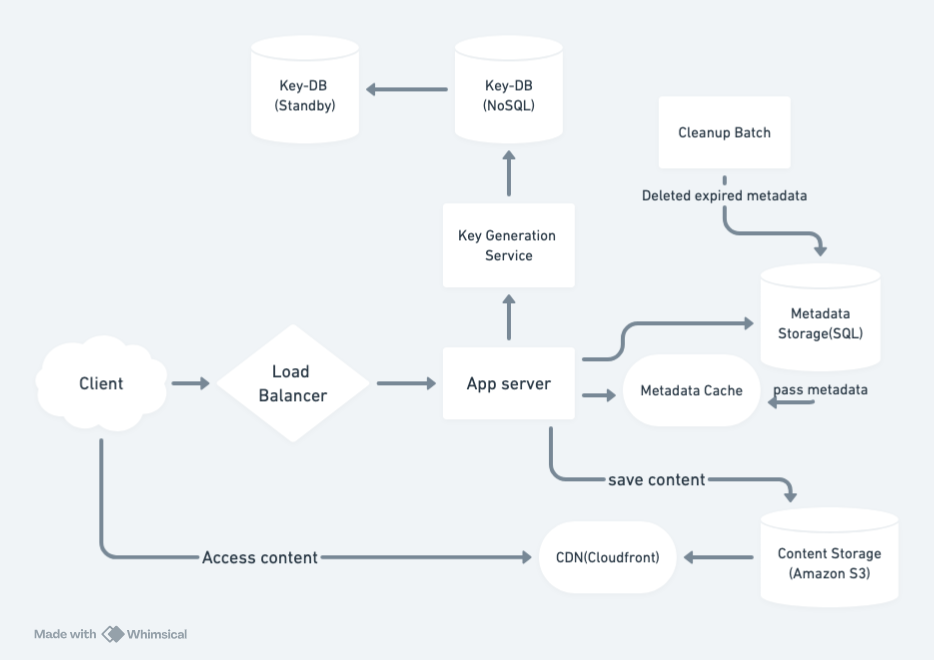 Key-DB
(Standby)
Key-DB
(NoSQL)
Cleanup Batch
Deleted expired metadata
Key Generation
Service
Metadata
Storage(SQL)
Client
Load
Balancer
App server
Metadata Cache
pass metadata
save content
Access content
CDN(Cloudfront)
Content Storage
(Amazon S3)
Made with Whimsical